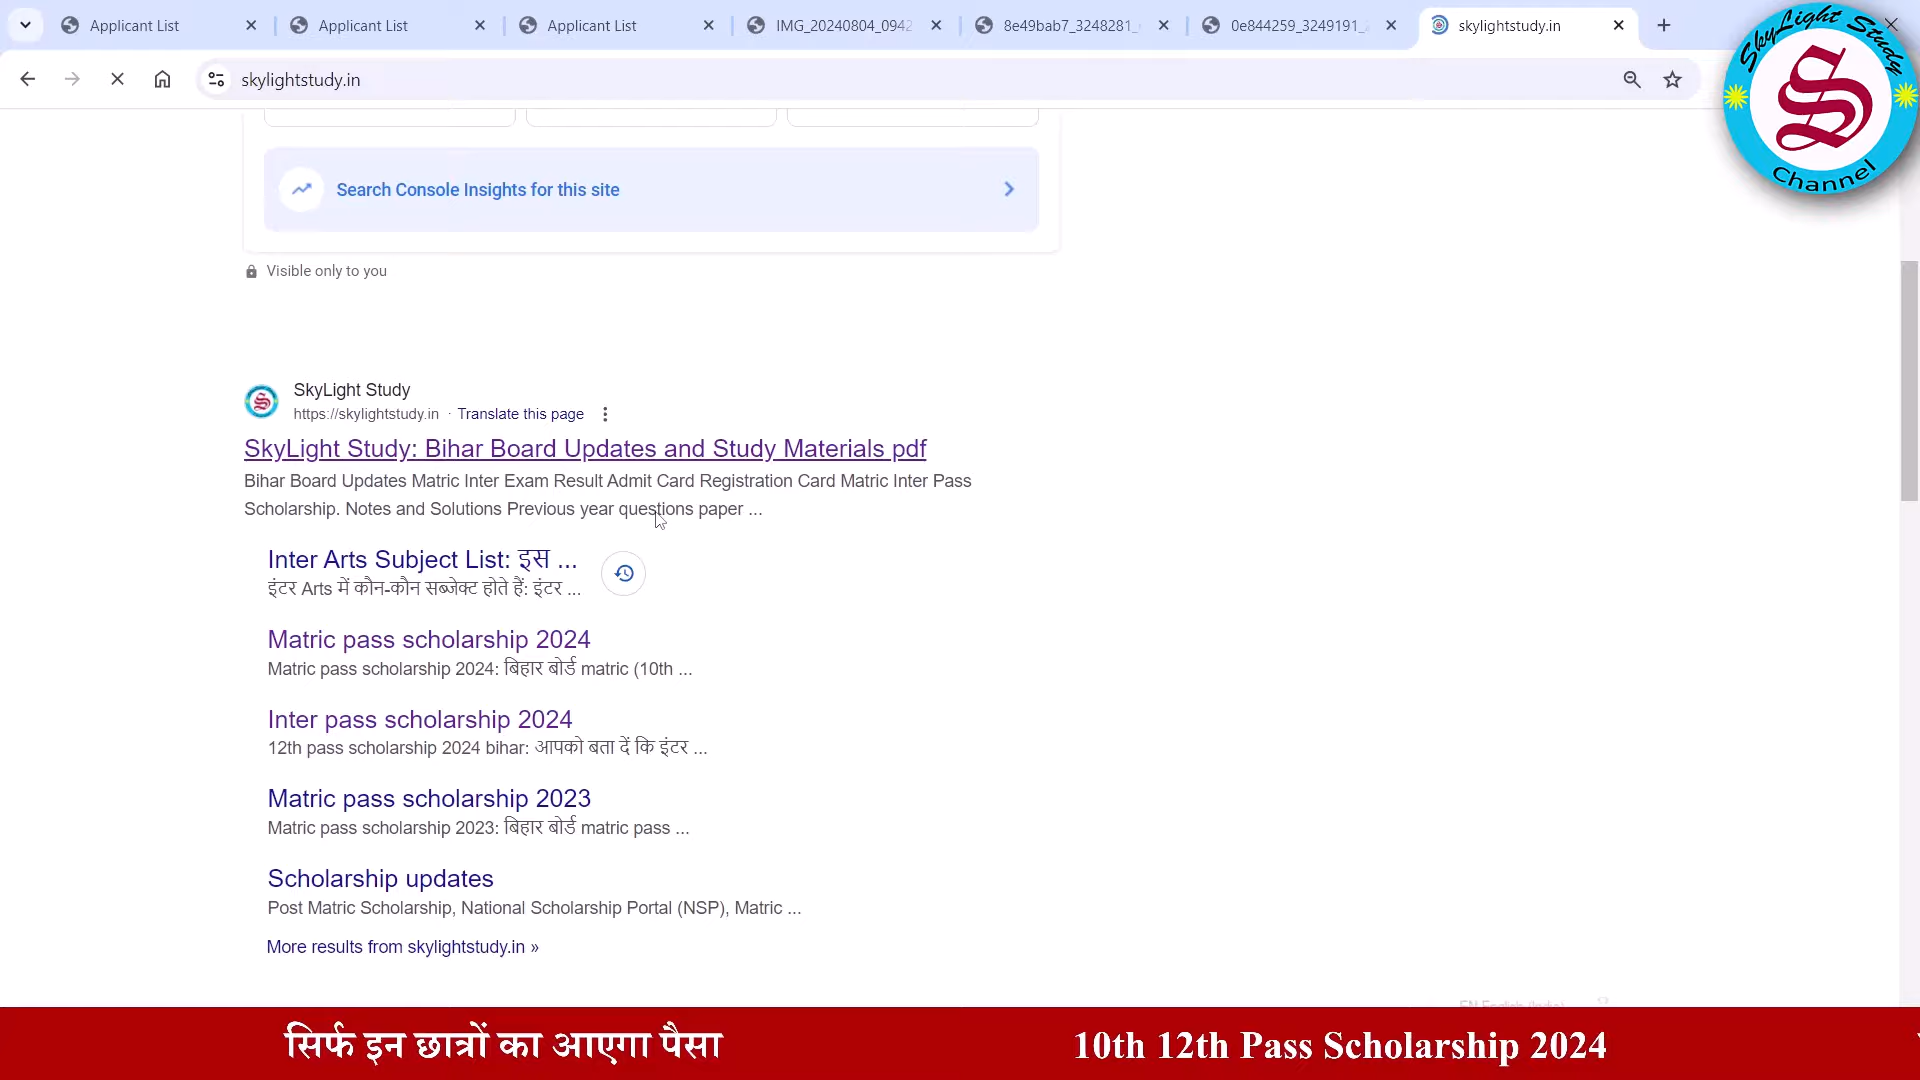 Applicant List
Applicant List
Applicant List
IMG_20240804_0942
8e49bab7_3248281_
0e844259_3249191_
skylightstudy.in
skylightstudy.in
SkyLight Study
Channel
Search Console Insights for this site
Visible only to you
SkyLight Study
https://skylightstudy.in · Translate this page
SkyLight Study: Bihar Board Updates and Study Materials pdf
Bihar Board Updates Matric Inter Exam Result Admit Card Registration Card Matric Inter Pass
Scholarship. Notes and Solutions Previous year questions paper ...
Inter Arts Subject List: इस ...
इंटर Arts में कौन-कौन सब्जेक्ट होते हैं: इंटर ...
Matric pass scholarship 2024
Matric pass scholarship 2024: बिहार बोर्ड matric (10th ...
Inter pass scholarship 2024
12th pass scholarship 2024 bihar: आपको बता दें कि इंटर ...
Matric pass scholarship 2023
Matric pass scholarship 2023: बिहार बोर्ड matric pass ...
Scholarship updates
Post Matric Scholarship, National Scholarship Portal (NSP), Matric ...
More results from skylightstudy.in »
EN English (India)
सिर्फ इन छात्रों का आएगा पैसा 10th 12th Pass Scholarship 2024